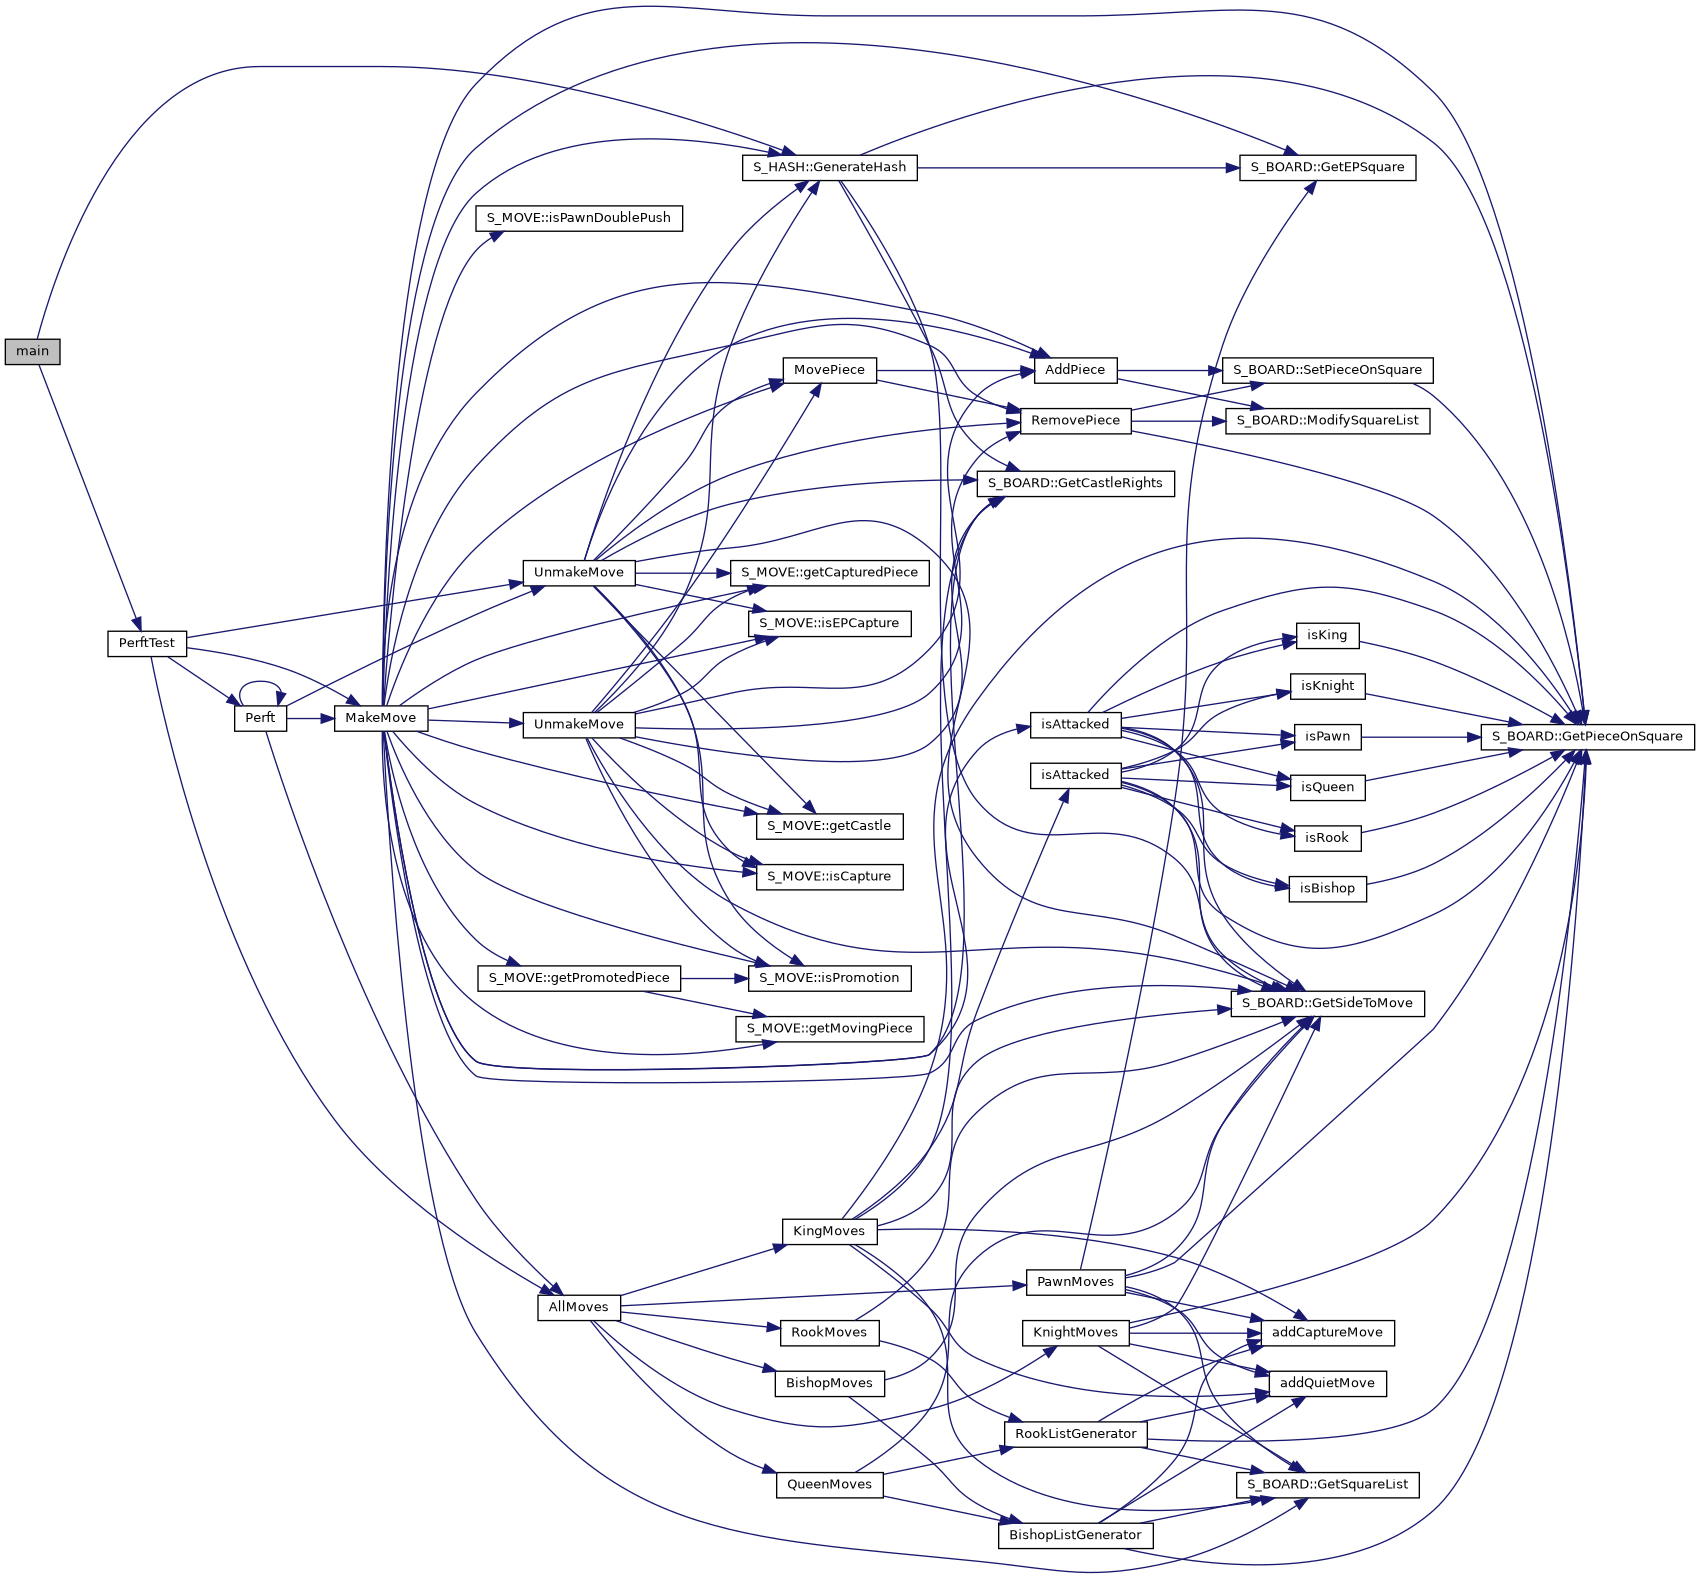 main
PerftTest
Perft
MakeMove
S_MOVE::isPawnDoublePush
UnmakeMove
UnmakeMove
S_MOVE::getPromotedPiece
AllMoves
S_HASH::GenerateHash
MovePiece
S_MOVE::getCapturedPiece
S_MOVE::isEPCapture
S_MOVE::getCastle
S_MOVE::isCapture
S_MOVE::isPromotion
S_MOVE::getMovingPiece
KingMoves
RookMoves
BishopMoves
QueenMoves
AddPiece
RemovePiece
S_BOARD::GetCastleRights
isAttacked
isAttacked
PawnMoves
KnightMoves
RookListGenerator
BishopListGenerator
S_BOARD::GetEPSquare
S_BOARD::SetPieceOnSquare
S_BOARD::ModifySquareList
isKing
isKnight
isPawn
isQueen
isRook
isBishop
S_BOARD::GetSideToMove
addCaptureMove
addQuietMove
S_BOARD::GetSquareList
S_BOARD::GetPieceOnSquare